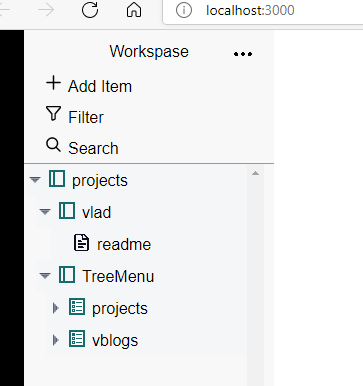 localhost:3000
Workspase
Add Item
Filter
Search
projects
vlad
readme
TreeMenu
projects
vblogs